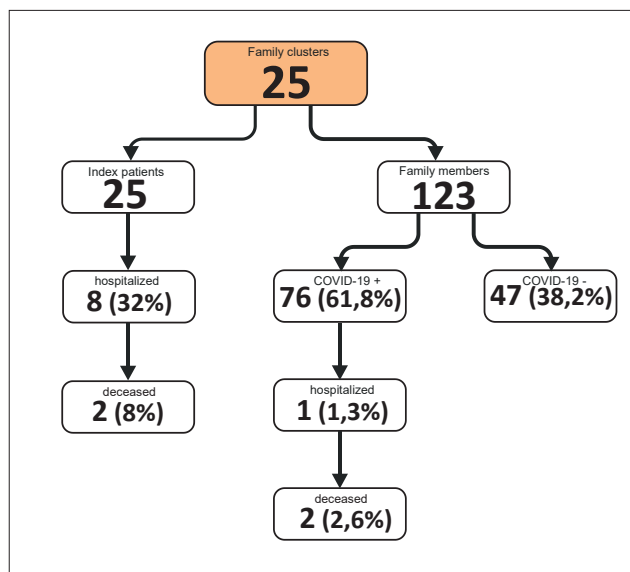 Family clusters
25
Index patients
25
Family members
123
hospitalized
8 (32%)
COVID-19 +
76 (61,8%)
COVID-19 -
47 (38,2%)
deceased
2 (8%)
hospitalized
1 (1,3%)
deceased
2 (2,6%)